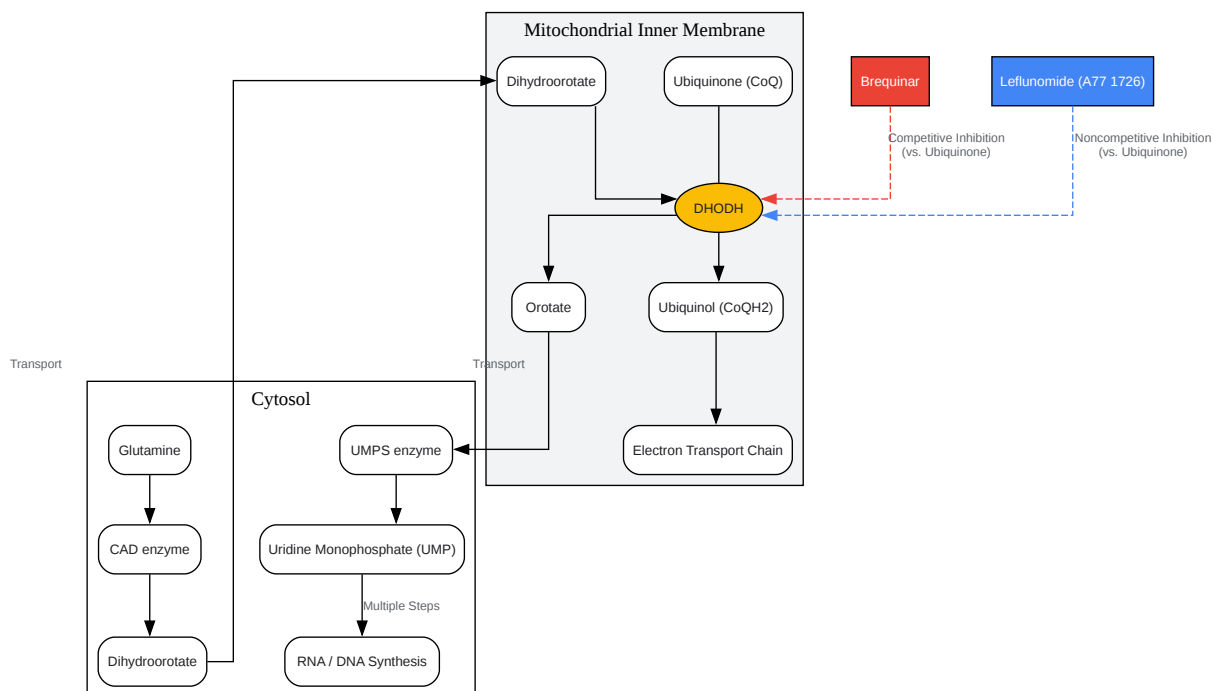 Mitochondrial Inner Membrane
Dihydroorotate
Ubiquinone (CoQ)
Brequinar
Leflunomide (A77 1726)
Competitive Inhibition
(vs. Ubiquinone)
Noncompetitive Inhibition
(vs. Ubiquinone)
DHODH
Orotate
Ubiquinol (CoQH2)
Transport
Transport
Cytosol
Glutamine
UMPS enzyme
Electron Transport Chain
CAD enzyme
Uridine Monophosphate (UMP)
Multiple Steps
Dihydroorotate
RNA / DNA Synthesis